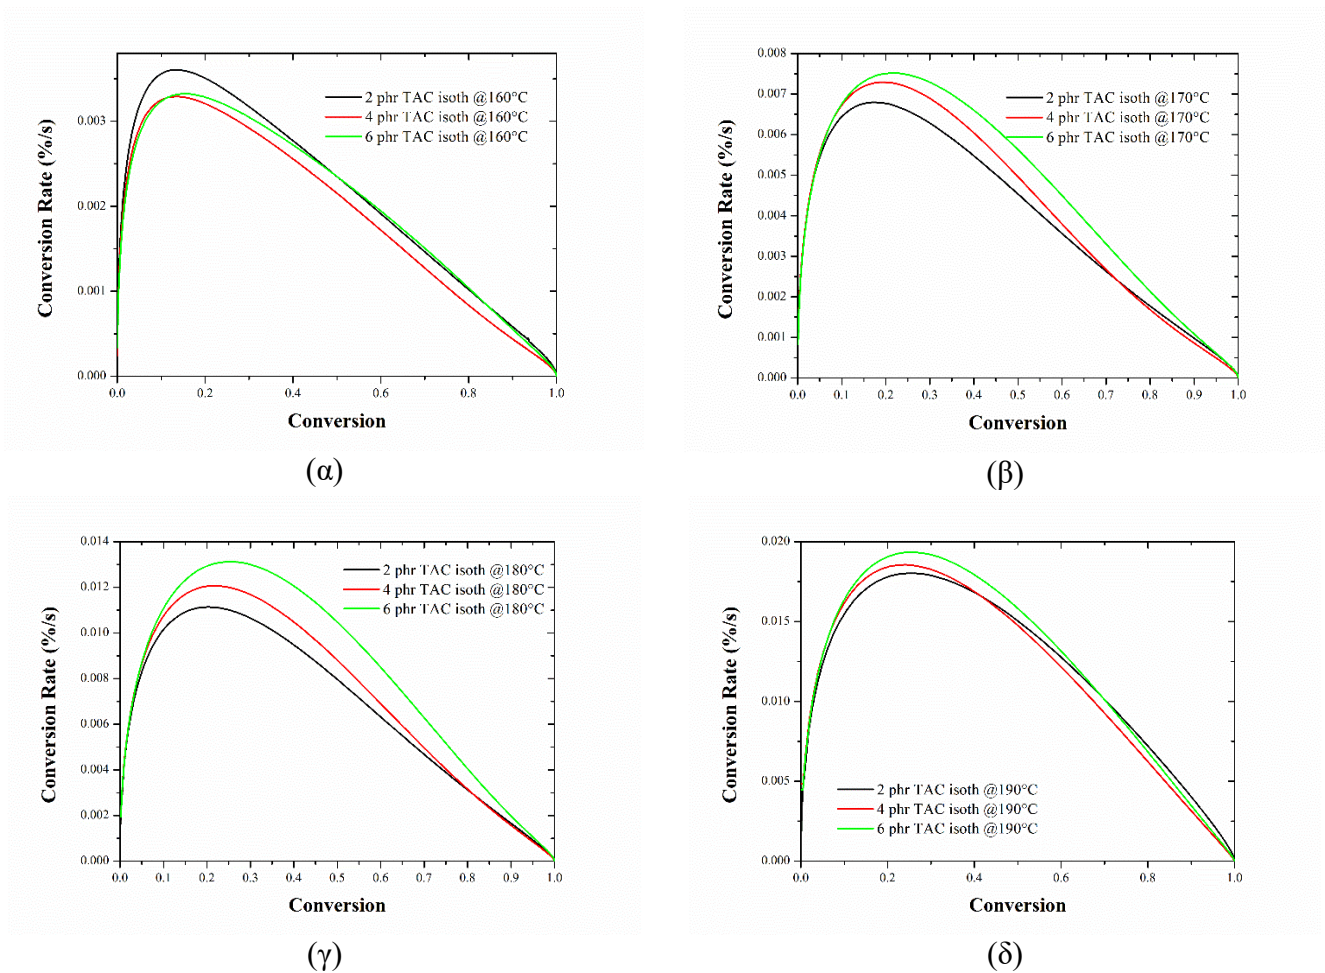 2 phr TAC isoth @160°C
4 phr TAC isoth @160°C
6 phr TAC isoth @160°C
Conversion Rate (%/s)
0.003
0.002
0.001
0.000
0.0 0.2 0.4 0.6 0.8 1.0
Conversion
(α)
2 phr TAC isoth @170°C
4 phr TAC isoth @170°C
6 phr TAC isoth @170°C
Conversion Rate (%/s)
0.008
0.007
0.006
0.005
0.004
0.003
0.002
0.001
0.000
0.0 0.1 0.2 0.3 0.4 0.5 0.6 0.7 0.8 0.9 1.0
Conversion
(β)
2 phr TAC isoth @180°C
4 phr TAC isoth @180°C
6 phr TAC isoth @180°C
Conversion Rate (%/s)
0.014
0.012
0.010
0.008
0.006
0.004
0.002
0.000
0.0 0.1 0.2 0.3 0.4 0.5 0.6 0.7 0.8 0.9 1.0
Conversion
(γ)
2 phr TAC isoth @190°C
4 phr TAC isoth @190°C
6 phr TAC isoth @190°C
Conversion Rate (%/s)
0.020
0.015
0.010
0.005
0.000
0.0 0.2 0.4 0.6 0.8 1.0
Conversion
(δ)